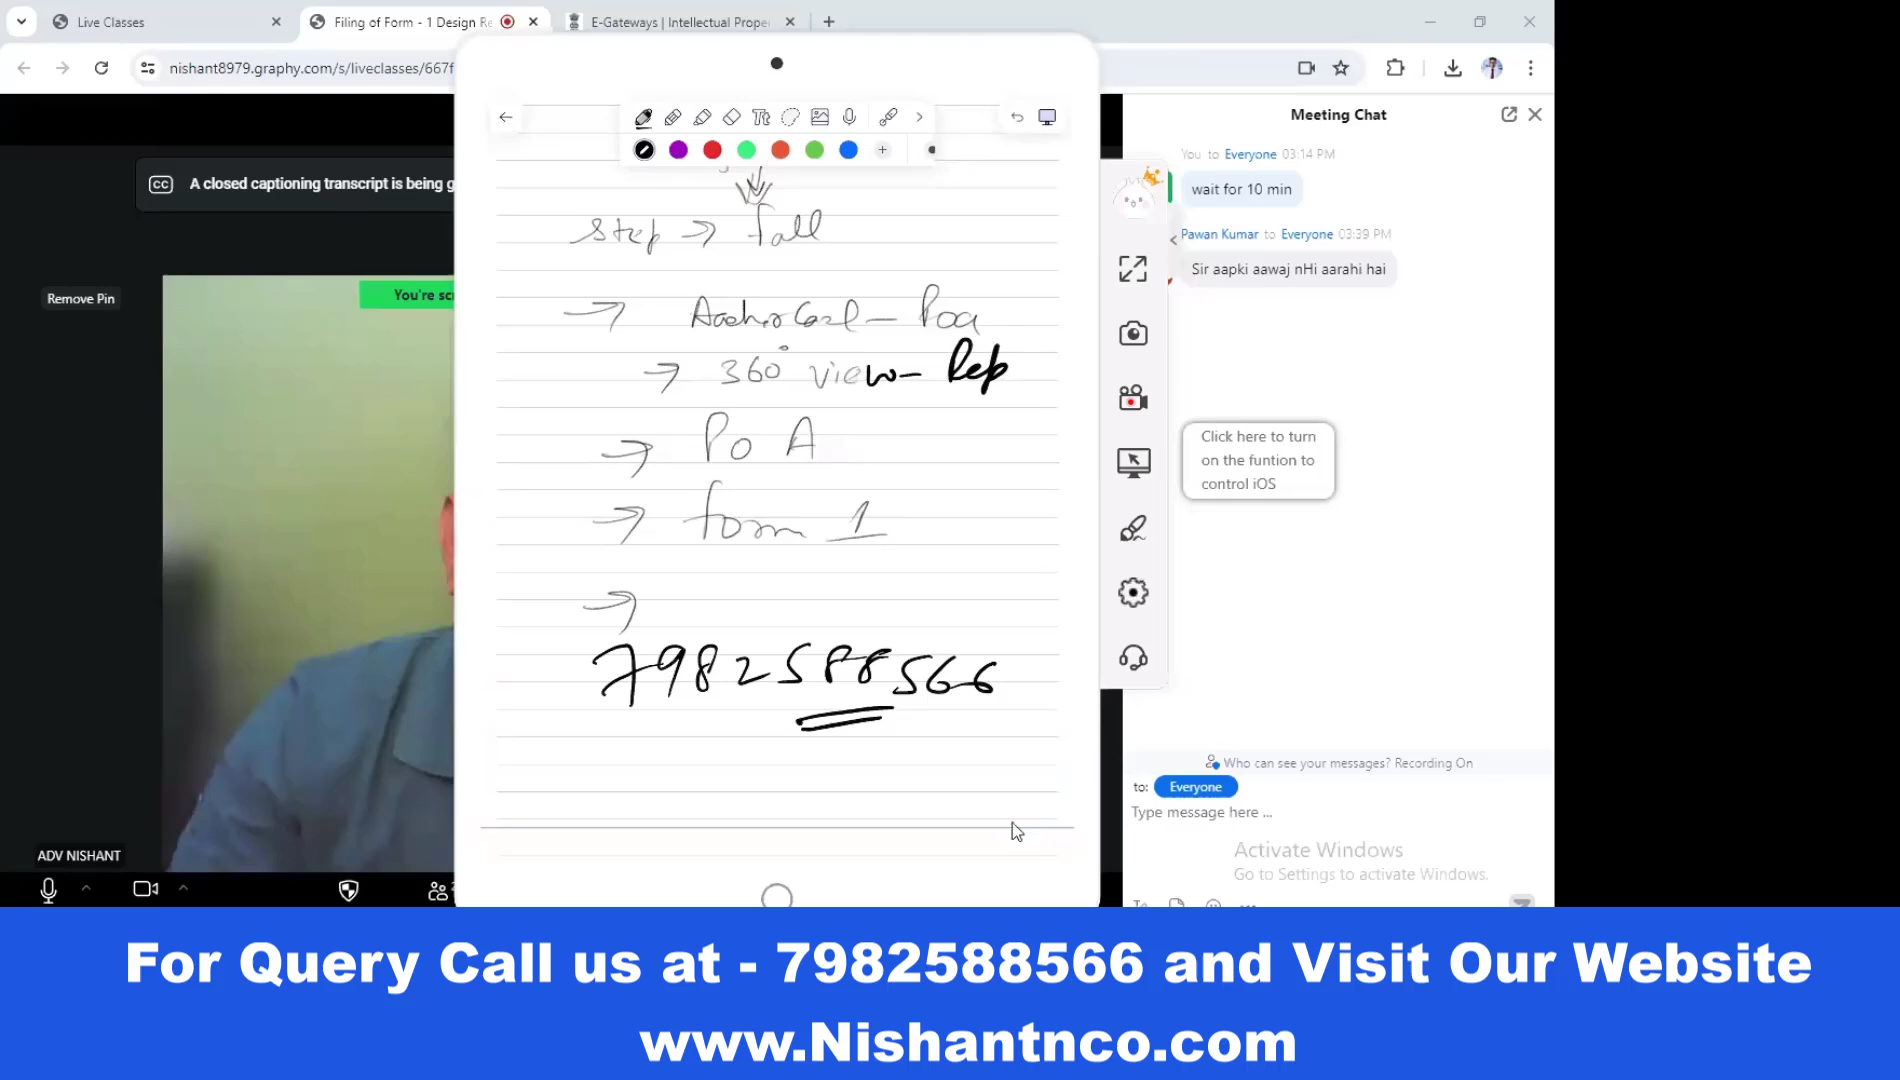 Live Classes
Filing of Form - 1 Design Re
E-Gateways | Intellectual Prope
nishant8979.graphy.com/s/liveclasses/667f
Meeting Chat
You to Everyone 03:14 PM
wait for 10 min
Pawan Kumar to Everyone 03:39 PM
Sir aapki aawaj nHi aarahi hai
CC A closed captioning transcript is being g
Remove Pin
You're scr
step → fall
→ Aadhar Card - Poa
→ 360° view - Rep
→ Po A
→ form 1
→
7982588566
Click here to turn
on the funtion to
control iOS
Who can see your messages? Recording On
to: Everyone
Type message here ...
Activate Windows
Go to Settings to activate Windows.
ADV NISHANT
For Query Call us at - 7982588566 and Visit Our Website
www.Nishantnco.com